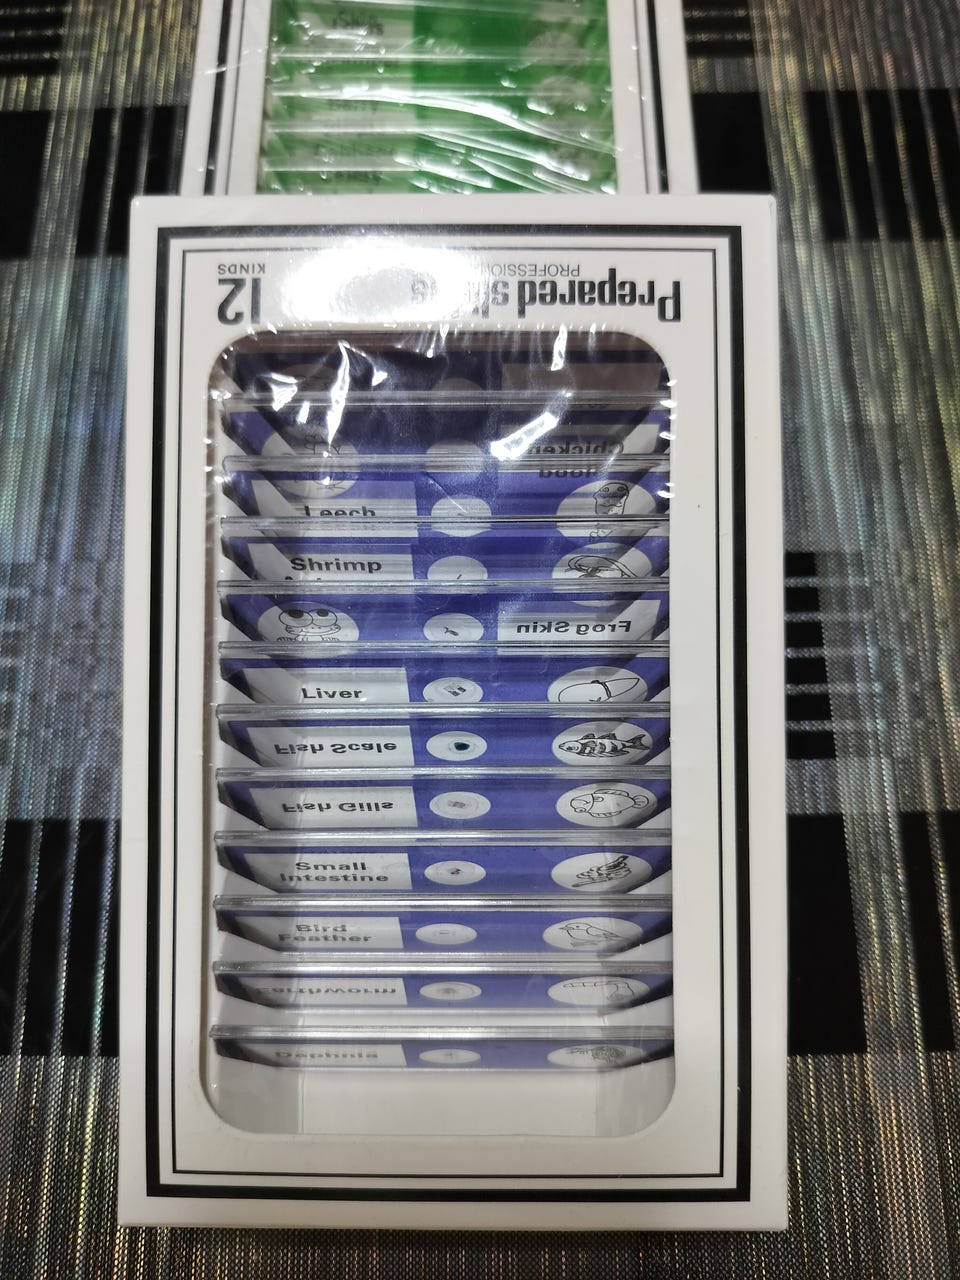 12
KINDS
Prepared
PROFESSION
Chicken
Blood
Leech
Shrimp
Frog Skin
Liver
Fish Scale
Fish Gills
Small
Intestine
Bird
Feather
Earthworm
Daphnia